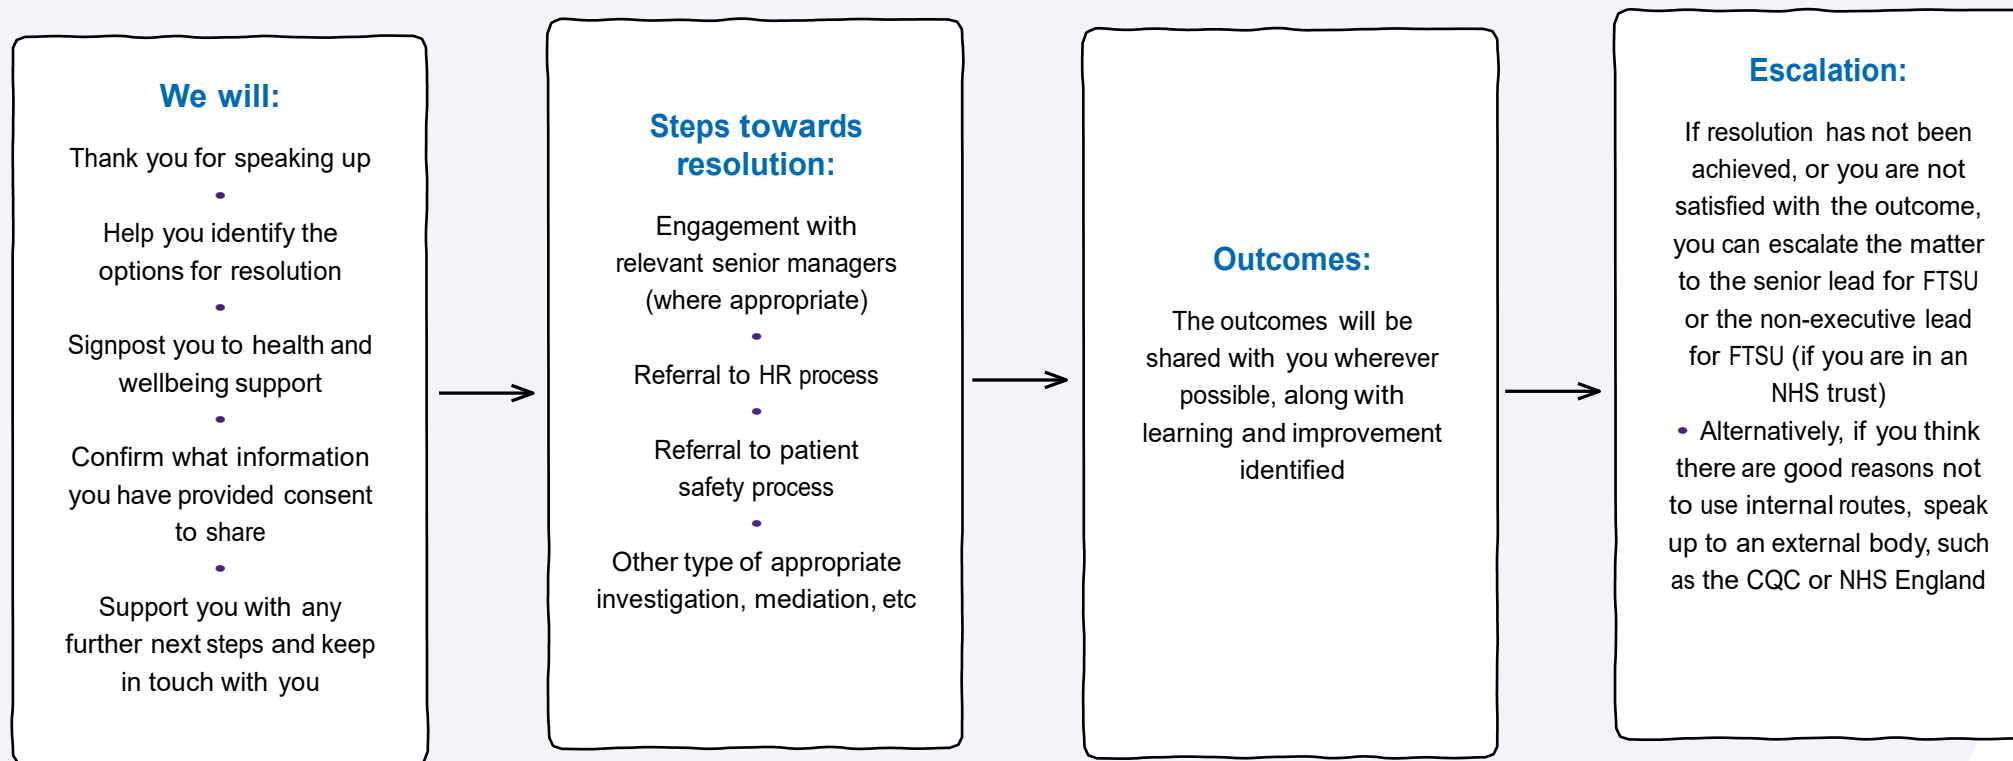 We will:
Thank you for speaking up
•
Help you identify the
options for resolution
•
Signpost you to health and
wellbeing support
•
Confirm what information
you have provided consent
to share
•
Support you with any
further next steps and keep
in touch with you
Steps towards
resolution:
Engagement with
relevant senior managers
(where appropriate)
•
Referral to HR process
•
Referral to patient
safety process
•
Other type of appropriate
investigation, mediation, etc
Outcomes:
The outcomes will be
shared with you wherever
possible, along with
learning and improvement
identified
Escalation:
If resolution has not been
achieved, or you are not
satisfied with the outcome,
you can escalate the matter
to the senior lead for FTSU
or the non-executive lead
for FTSU (if you are in an
NHS trust)
• Alternatively, if you think
there are good reasons not
to use internal routes, speak
up to an external body, such
as the CQC or NHS England